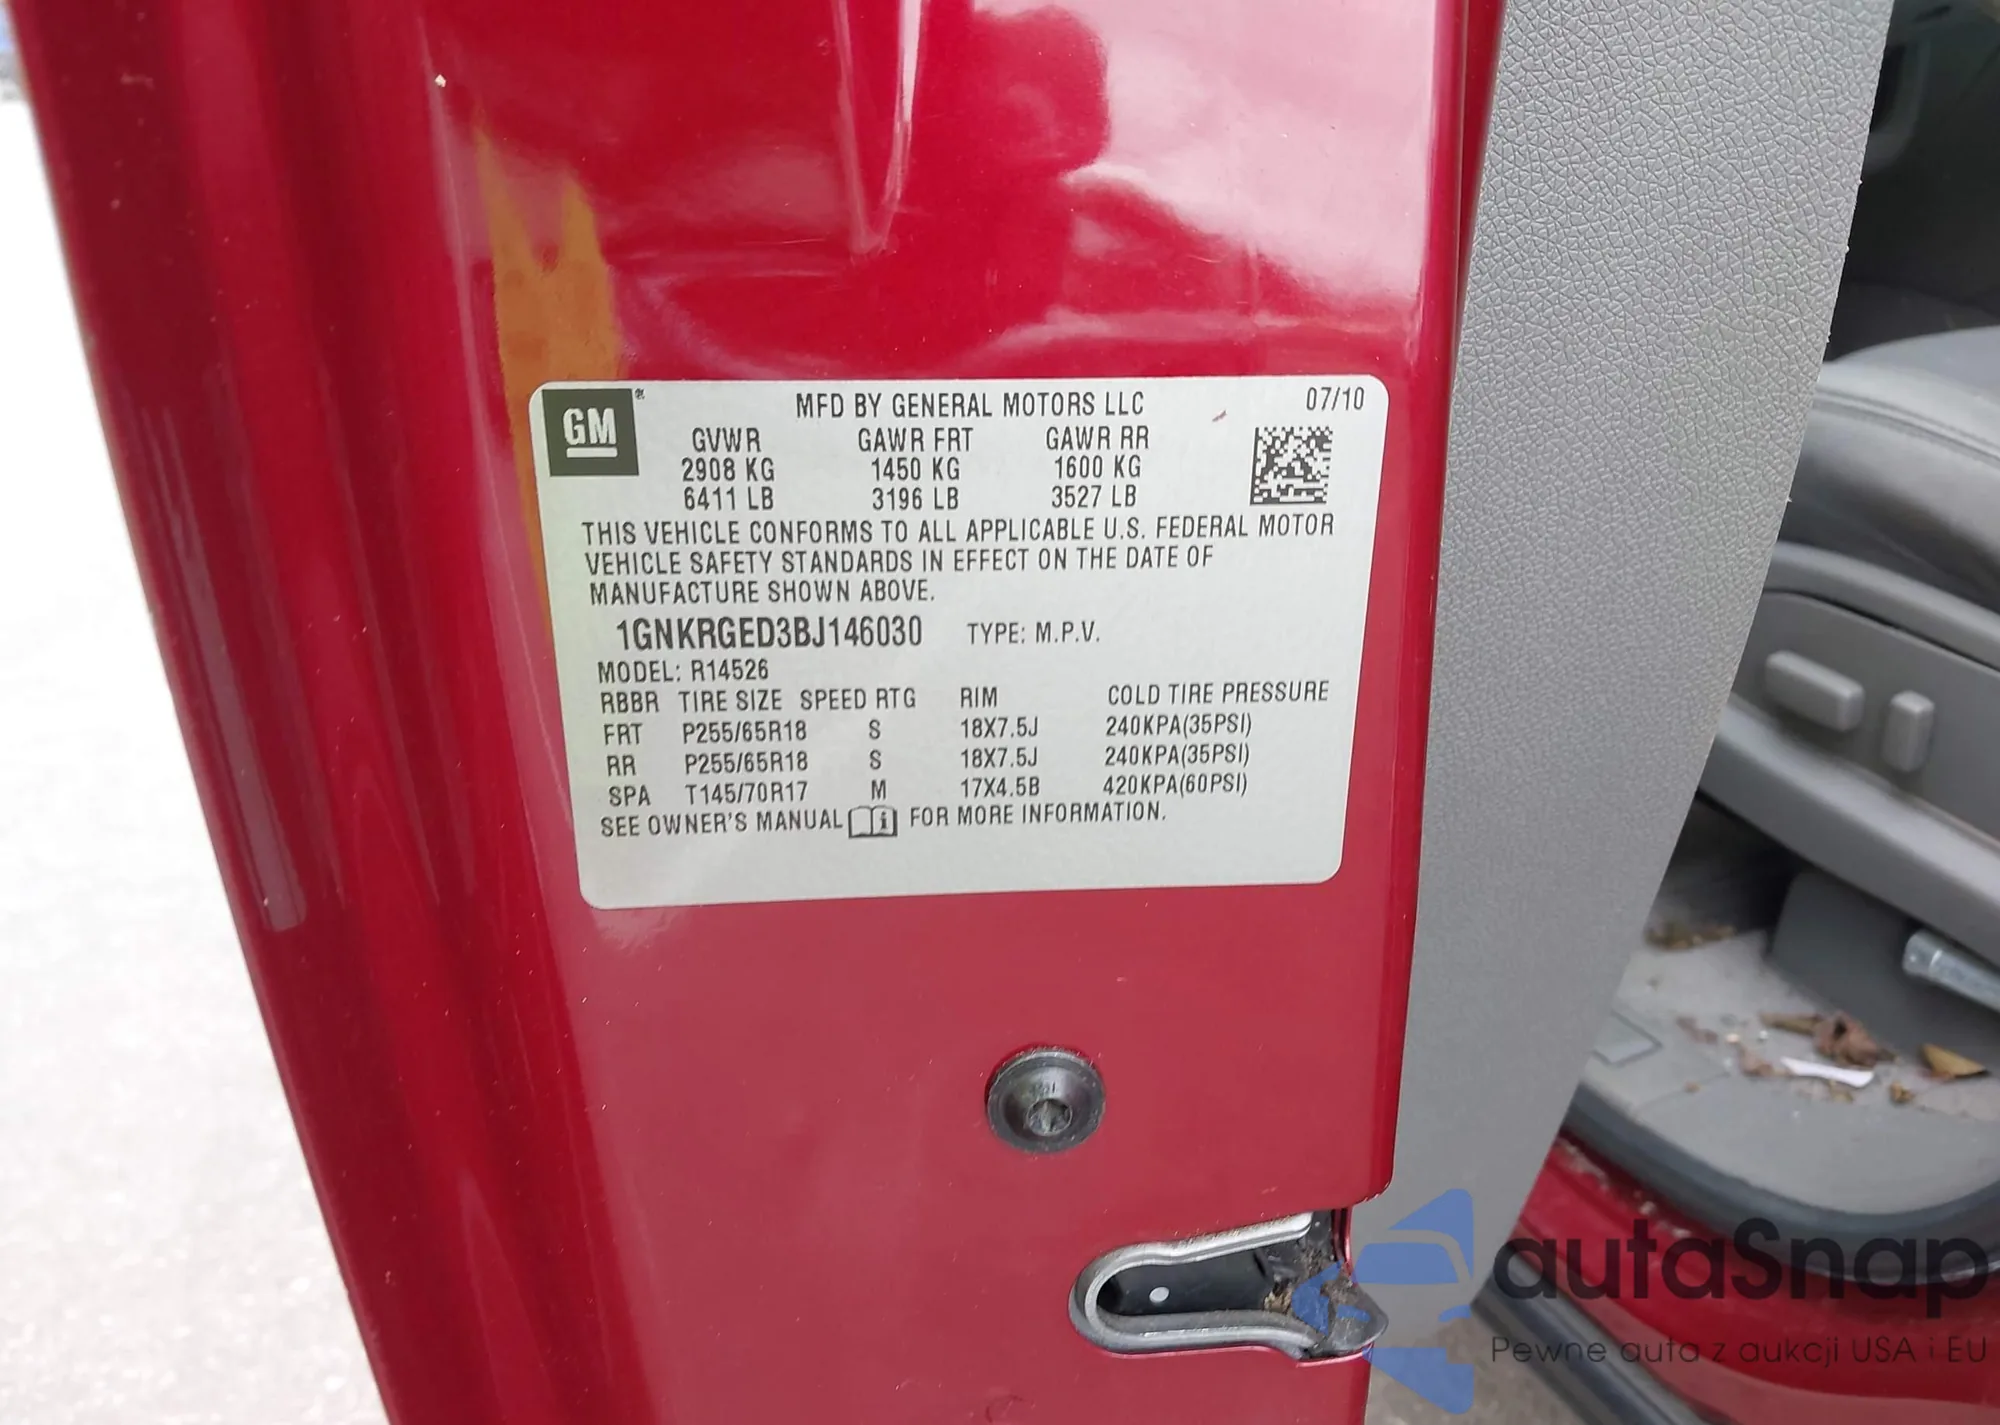 GM
MFD BY GENERAL MOTORS LLC 07/10
GVWR GAWR FRT GAWR RR
2908 KG 1450 KG 1600 KG
6411 LB 3196 LB 3527 LB
THIS VEHICLE CONFORMS TO ALL APPLICABLE U.S. FEDERAL MOTOR
VEHICLE SAFETY STANDARDS IN EFFECT ON THE DATE OF
MANUFACTURE SHOWN ABOVE.
1GNKRGED3BJ146030 TYPE: M.P.V.
MODEL: R14526
RBBR TIRE SIZE SPEED RTG RIM COLD TIRE PRESSURE
FRT P255/65R18 S 18X7.5J 240KPA(35PSI)
RR P255/65R18 S 18X7.5J 240KPA(35PSI)
SPA T145/70R17 M 17X4.5B 420KPA(60PSI)
SEE OWNER'S MANUAL i FOR MORE INFORMATION.
autaSnap
Pewne auta z aukcji USA i EU